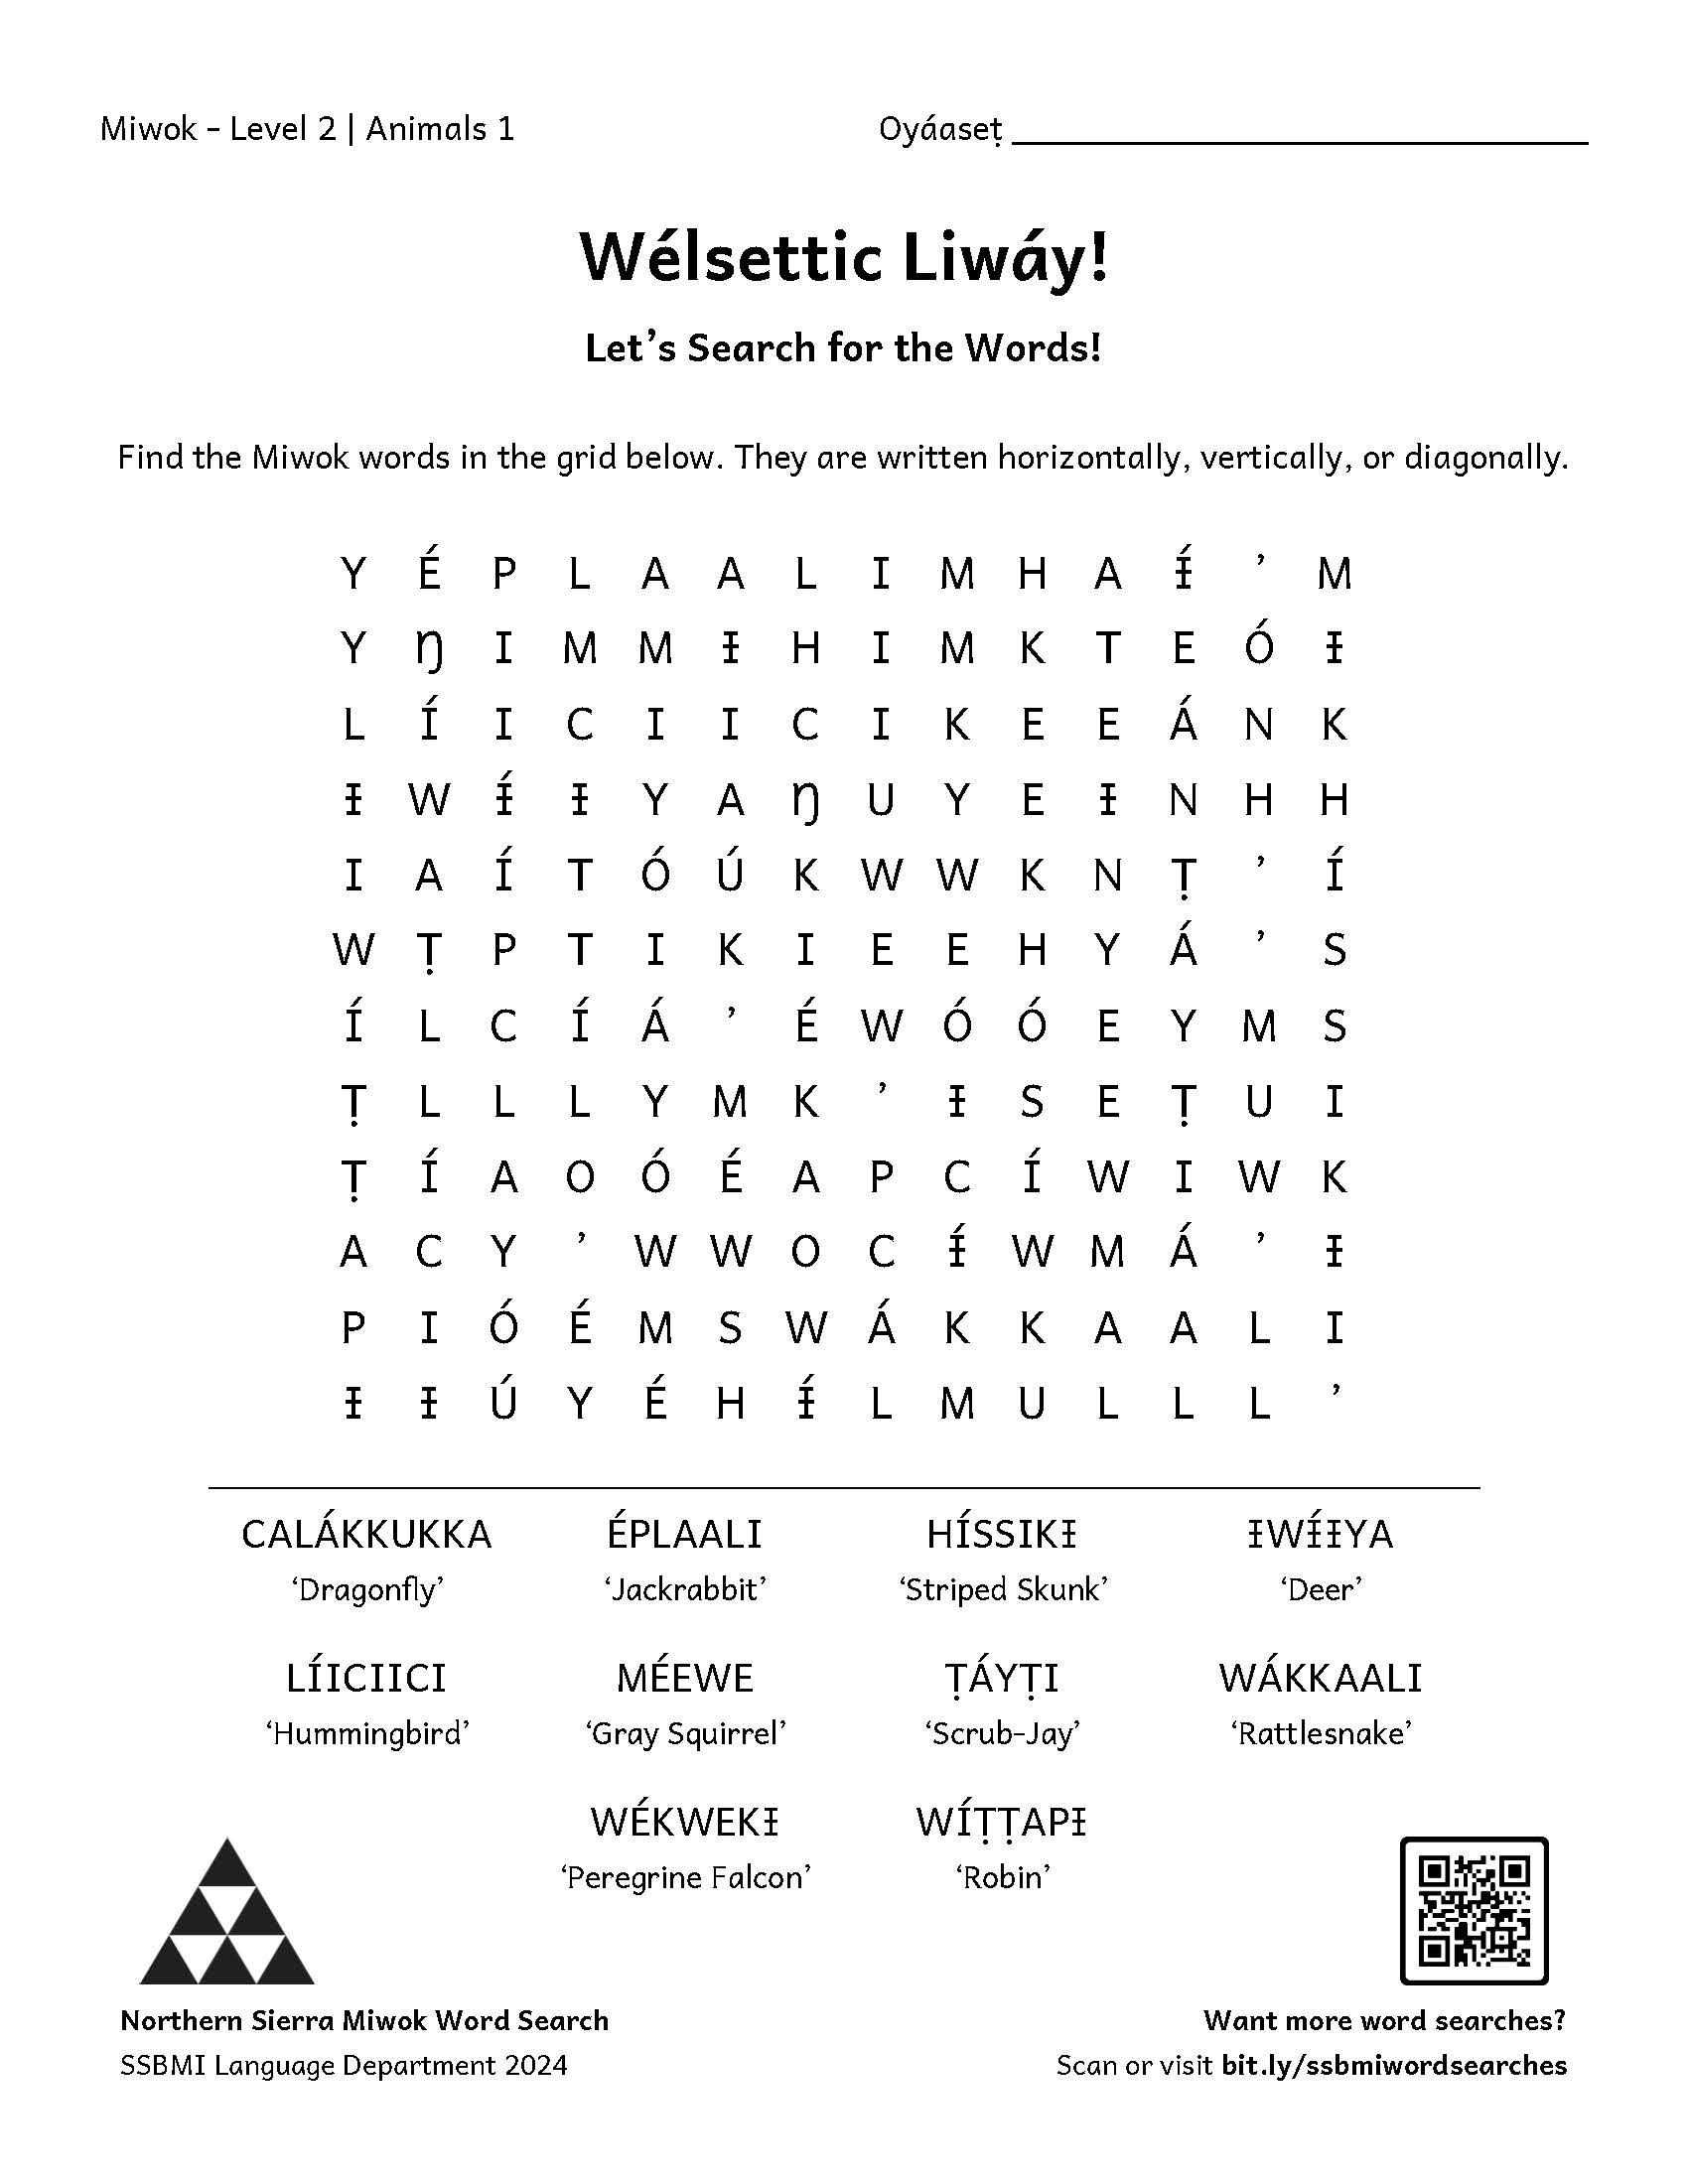 Miwok – Level 2 | Animals 1 Oyáaseṭ
Wélsettic Liwáy!
Let’s Search for the Words!
Find the Miwok words in the grid below. They are written horizontally, vertically, or diagonally.
Y É P L A A L I M H A Ɨ́ ’ M
Y Ŋ I M M Ɨ H I M K T E Ó Ɨ
L Í I C I I C I K E E Á N K
Ɨ W Ɨ́ Ɨ Y A Ŋ U Y E Ɨ N H H
I A Í T Ó Ú K W W K N Ṭ ’ Í
W Ṭ P T I K I E E H Y Á ’ S
Í L C Í Á ’ É W Ó Ó E Y M S
Ṭ L L L Y M K ’ Ɨ S E Ṭ U I
Ṭ Í A O Ó É A P C Í W I W K
A C Y ’ W W O C Ɨ́ W M Á ’ Ɨ
P I Ó É M S W Á K K A A L I
Ɨ Ɨ Ú Y É H Ɨ́ L M U L L L ’
CALÁKKUKKA ÉPLAALI HÍSSIKƗ ƗWƗ́ƗYA
‘Dragonfly’ ‘Jackrabbit’ ‘Striped Skunk’ ‘Deer’
LÍICIICI MÉEWE ṬÁYṬI WÁKKAALI
‘Hummingbird’ ‘Gray Squirrel’ ‘Scrub-Jay’ ‘Rattlesnake’
WÉKWEKƗ WÍṬṬAPƗ
‘Peregrine Falcon’ ‘Robin’
Northern Sierra Miwok Word Search Want more word searches?
SSBMI Language Department 2024 Scan or visit bit.ly/ssbmiwordsearches